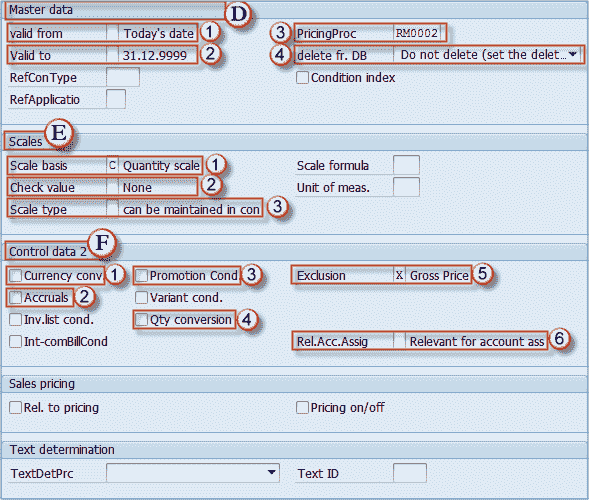 Master data D
valid from Today's date 1 3 PricingProc RM0002
Valid to 31.12.9999 2 4 delete fr. DB Do not delete (set the delet...
RefConType Condition index
RefApplicatio
Scales E
Scale basis C Quantity scale 1 Scale formula
Check value None 2 Unit of meas.
Scale type can be maintained in con 3
Control data 2 F
Currency conv 1 Promotion Cond 3 Exclusion X Gross Price 5
Accruals 2 Variant cond.
Inv.list cond. Qty conversion 4
Int-comBillCond Rel.Acc.Assig Relevant for account ass 6
Sales pricing
Rel. to pricing Pricing on/off
Text determination
TextDetPrc Text ID